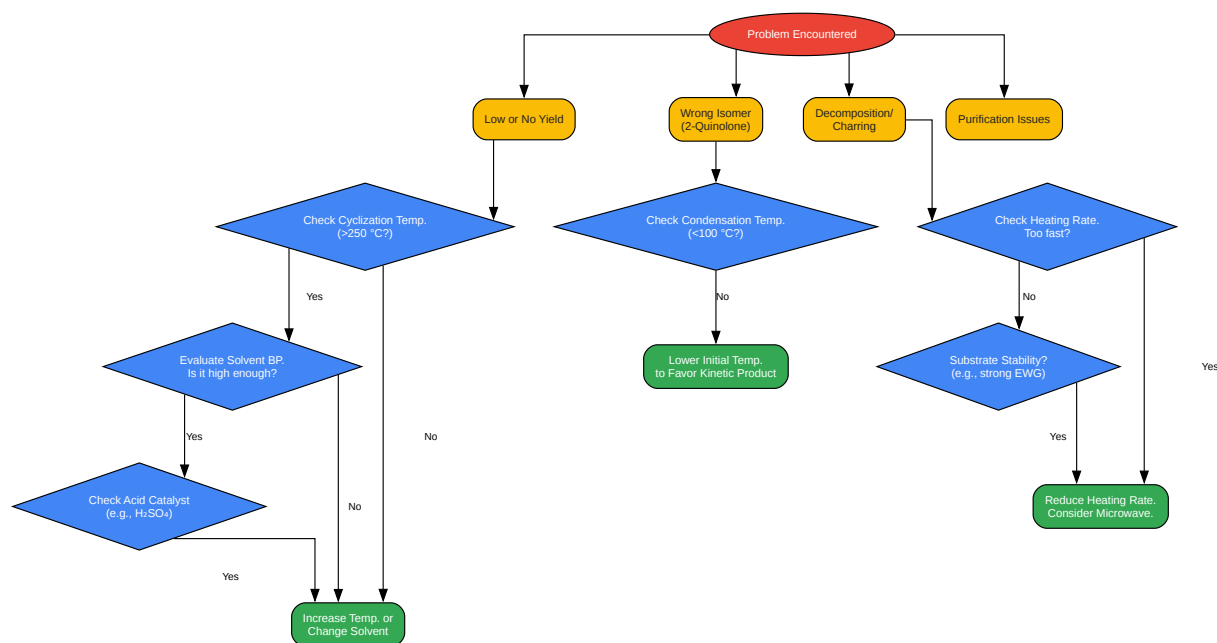 Problem Encountered
Low or No Yield
Wrong Isomer
(2-Quinolone)
Decomposition/
Charring
Purification Issues
Check Cyclization Temp.
(>250 °C?)
Check Condensation Temp.
(<100 °C?)
Check Heating Rate.
Too fast?
Yes
No
No
Evaluate Solvent BP.
Is it high enough?
Lower Initial Temp.
to Favor Kinetic Product
Substrate Stability?
(e.g., strong EWG)
Yes
Yes
No
Yes
Check Acid Catalyst
(e.g., H₂SO₄)
No
Reduce Heating Rate.
Consider Microwave.
Yes
Increase Temp. or
Change Solvent